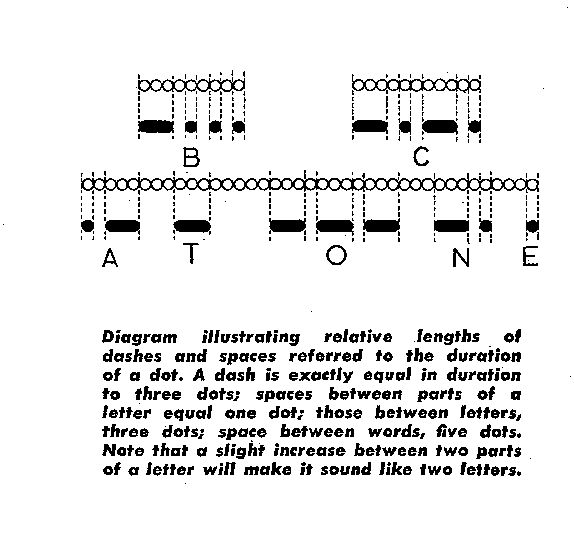 B C
A T O N E
Diagram illustrating relative lengths of
dashes and spaces referred to the duration
of a dot. A dash is exactly equal in duration
to three dots; spaces between parts of a
letter equal one dot; those between letters,
three dots; space between words, five dots.
Note that a slight increase between two parts
of a letter will make it sound like two letters.